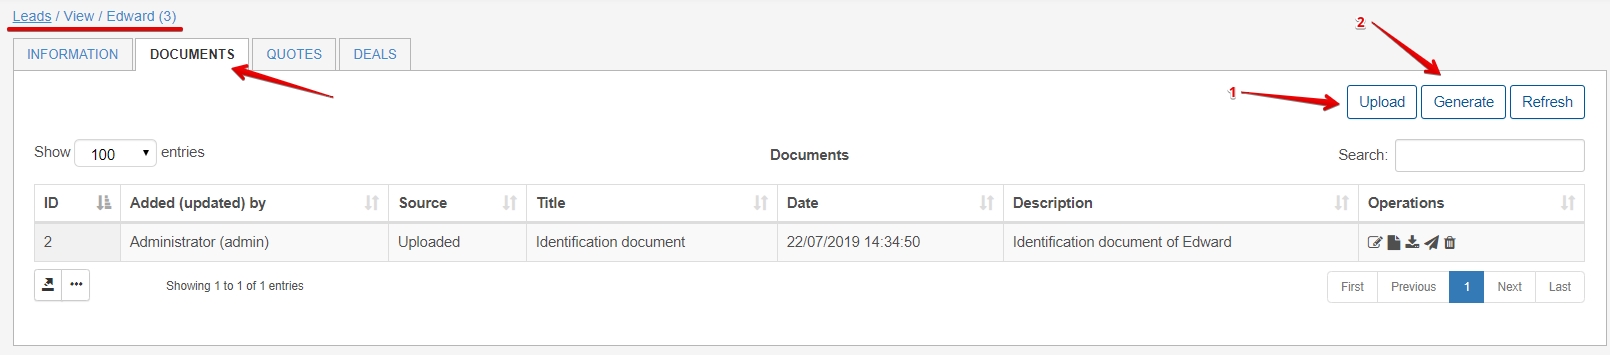 Leads / View / Edward (3)
2
INFORMATION DOCUMENTS QUOTES DEALS
1
Upload Generate Refresh
Show 100 entries Documents Search:
ID Added (updated) by Source Title Date Description Operations
2 Administrator (admin) Uploaded Identification document 22/07/2019 14:34:50 Identification document of Edward
Showing 1 to 1 of 1 entries First Previous 1 Next Last